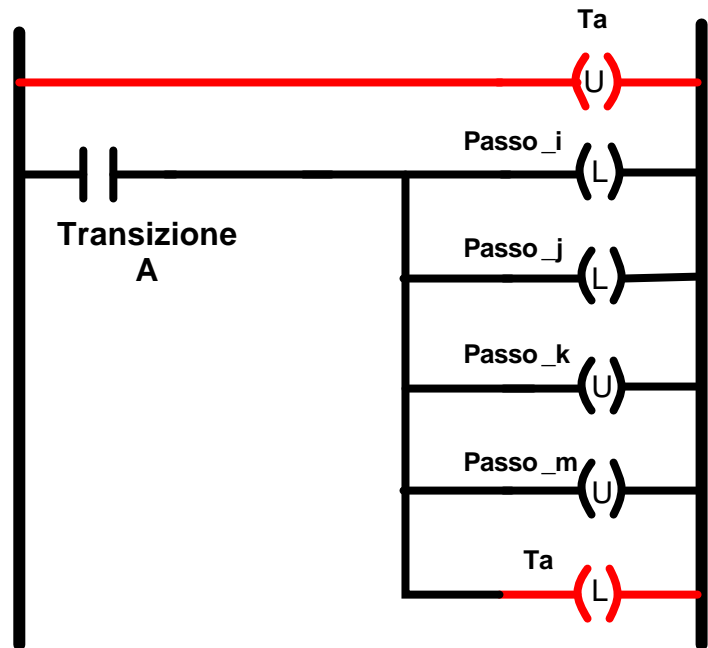 Ta
U
Passo_i
L
Transizione
A
Passo_j
L
Passo_k
U
Passo_m
U
Ta
L